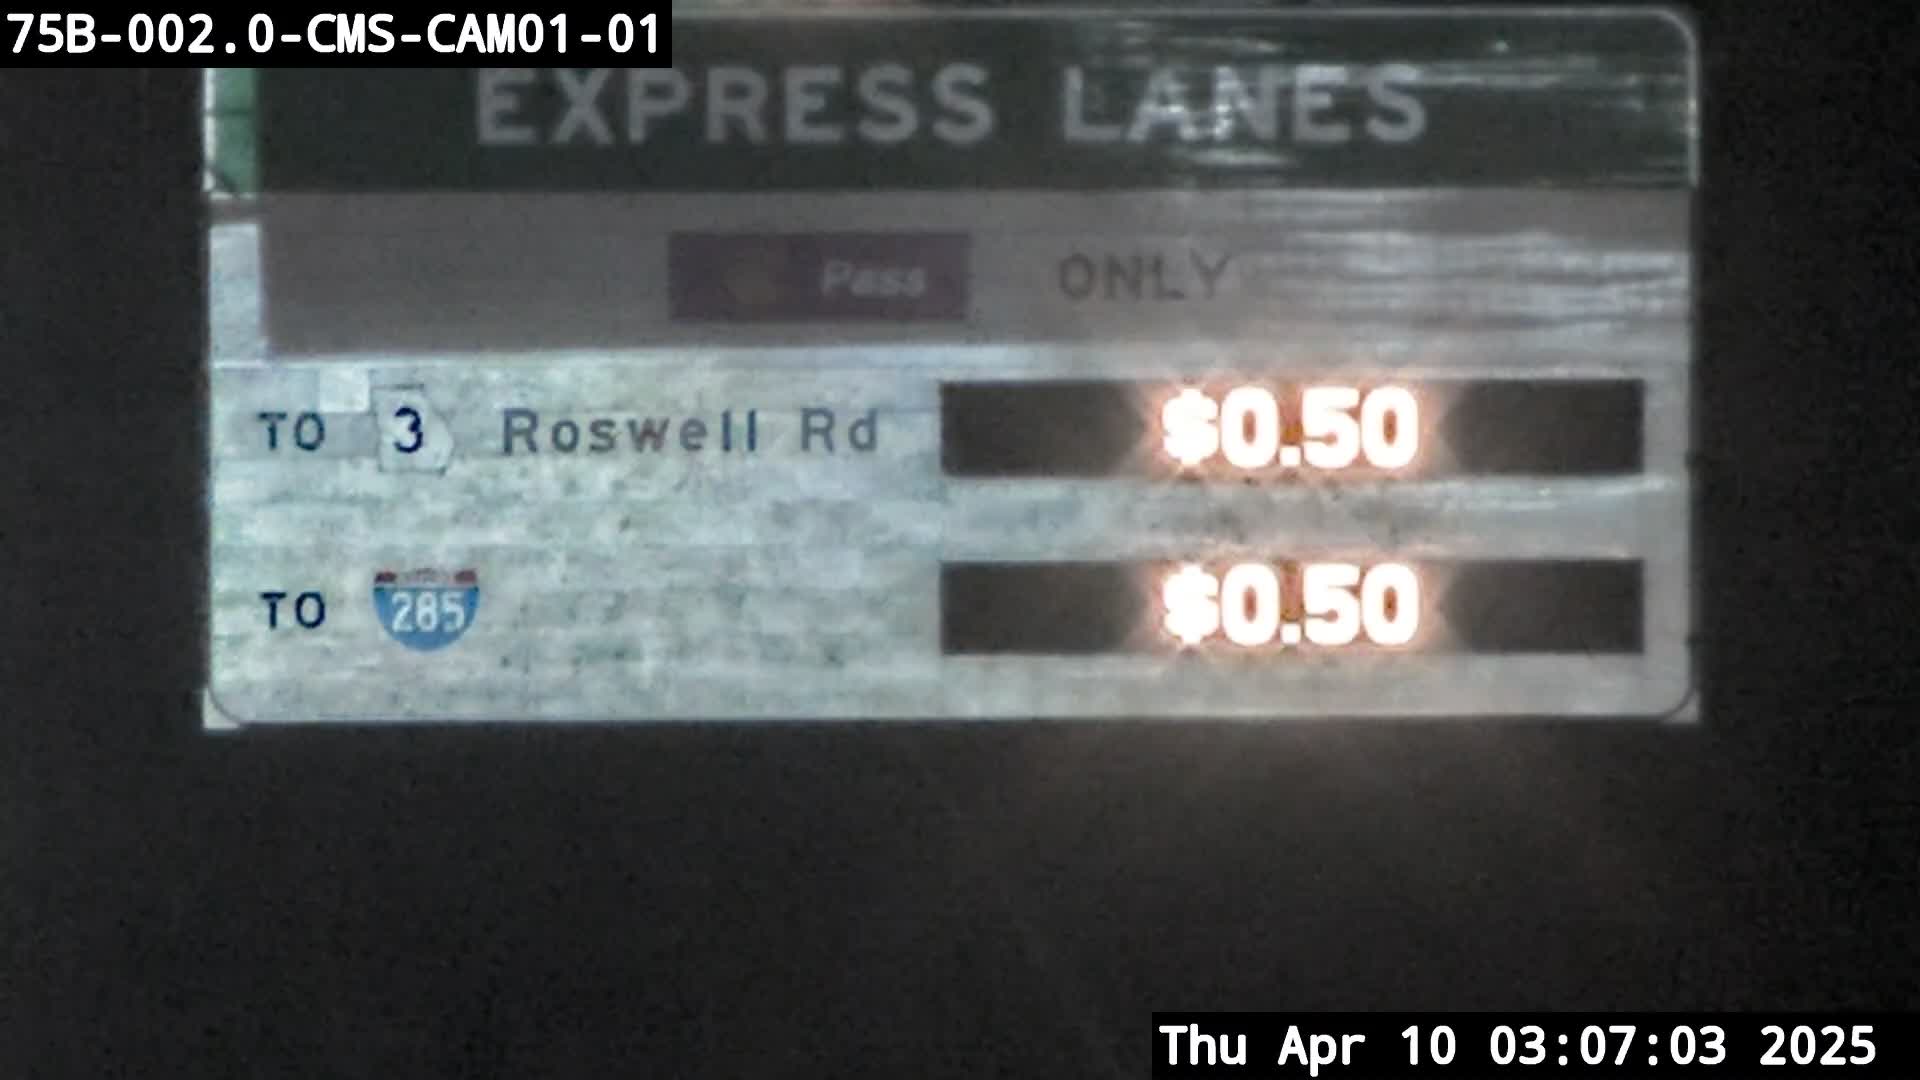 75B-002.0-CMS-CAM01-01
EXPRESS LANES
Pass ONLY
TO 3 Roswell Rd $0.50
TO 285 $0.50
Thu Apr 10 03:07:03 2025